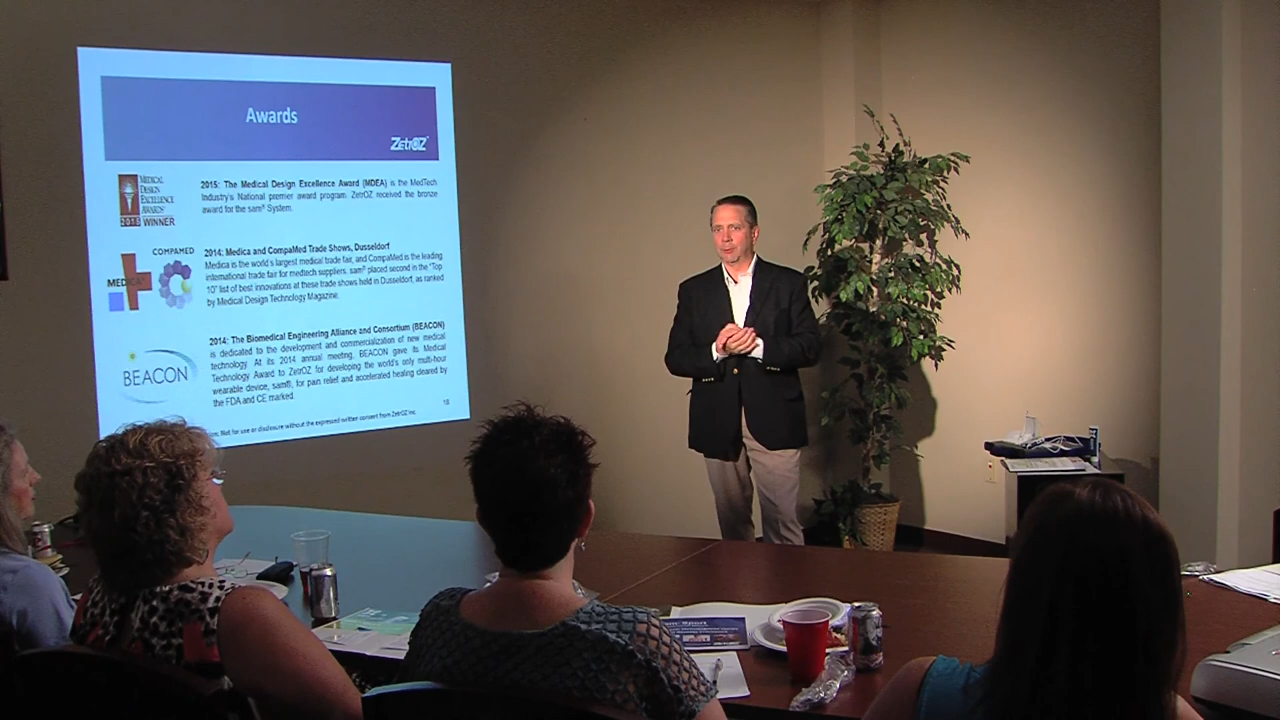 Awards
ZetrOZ
MEDICAL
DESIGN
EXCELLENCE
AWARDS
2015 WINNER
2015: The Medical Design Excellence Award (MDEA) is the MedTech
Industry's National premier award program. ZetrOZ received the bronze
award for the sam® System.
COMPAMED
MEDICA
2014: Medica and CompaMed Trade Shows, Dusseldorf
Medica is the world's largest medical trade fair, and CompaMed is the leading
international trade fair for medtech suppliers. sam® placed second in the "Top
10" list of best innovations at these trade shows held in Dusseldorf, as ranked
by Medical Design Technology Magazine.
BEACON
2014: The Biomedical Engineering Alliance and Consortium (BEACON)
is dedicated to the development and commercialization of new medical
technology. At its 2014 annual meeting, BEACON gave its Medical
Technology Award to ZetrOZ for developing the world's only multi-hour
wearable device, sam®, for pain relief and accelerated healing cleared by
the FDA and CE marked.
18
Not for use or disclosure without the expressed written consent from ZetrOZ Inc.
Sport